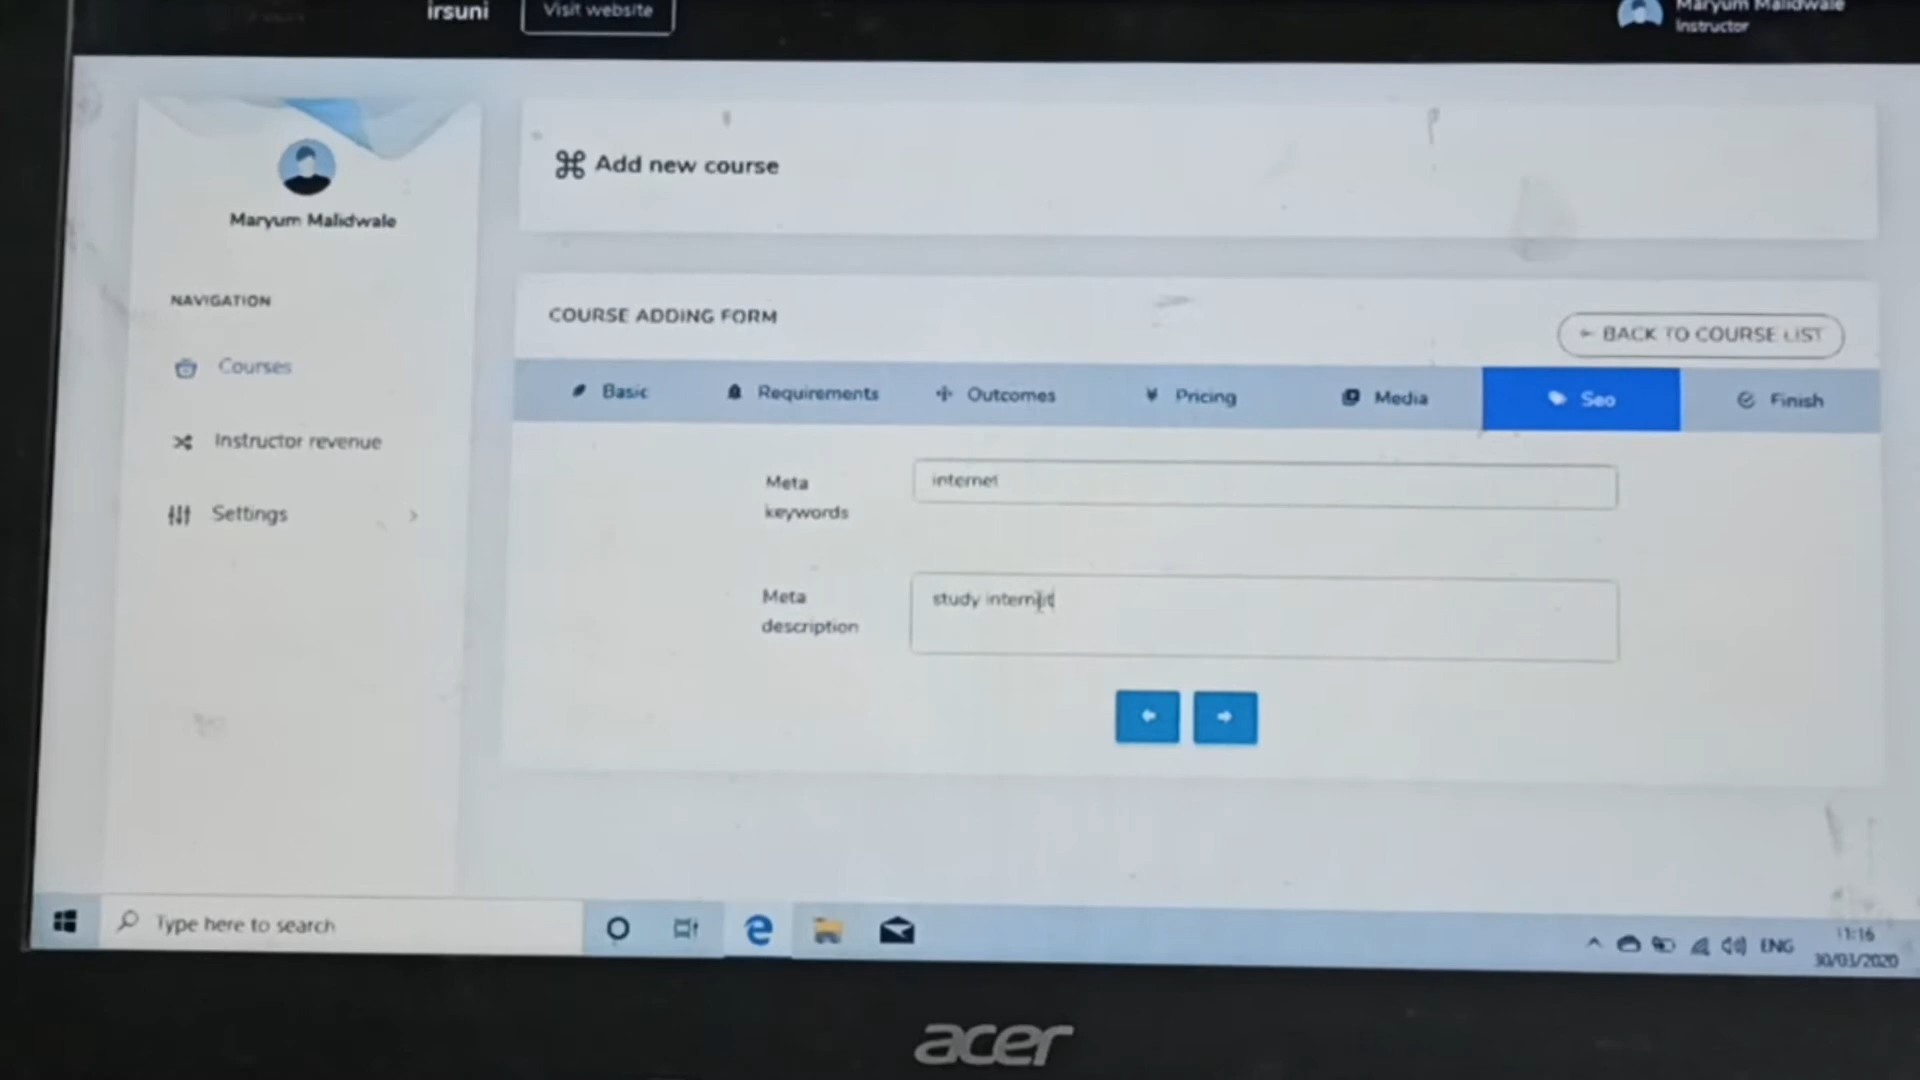 irsuni
Visit website
Maryum Malidwale
Instructor
Add new course
Maryum Malidwale
NAVIGATION
COURSE ADDING FORM
← BACK TO COURSE LIST
Courses
Basic
Requirements
Outcomes
Pricing
Media
Seo
Finish
Instructor revenue
Meta keywords
internet
Settings
Meta description
study internet
Type here to search
ENG
11:16
30/03/2020
acer